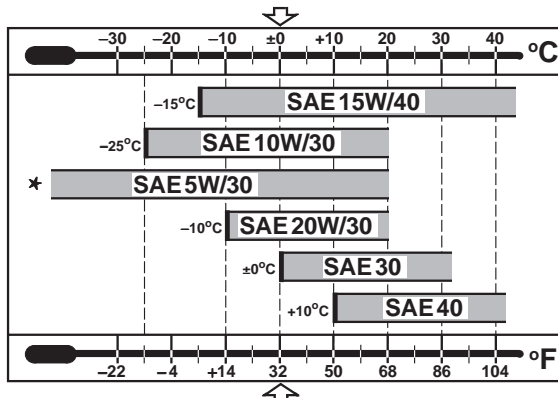 –30 –20 –10 ±0 +10 20 30 40 °C
–15°C SAE 15W/40
–25°C SAE 10W/30
* SAE 5W/30
–10°C SAE 20W/30
±0°C SAE 30
+10°C SAE 40
–22 –4 +14 32 50 68 86 104 °F